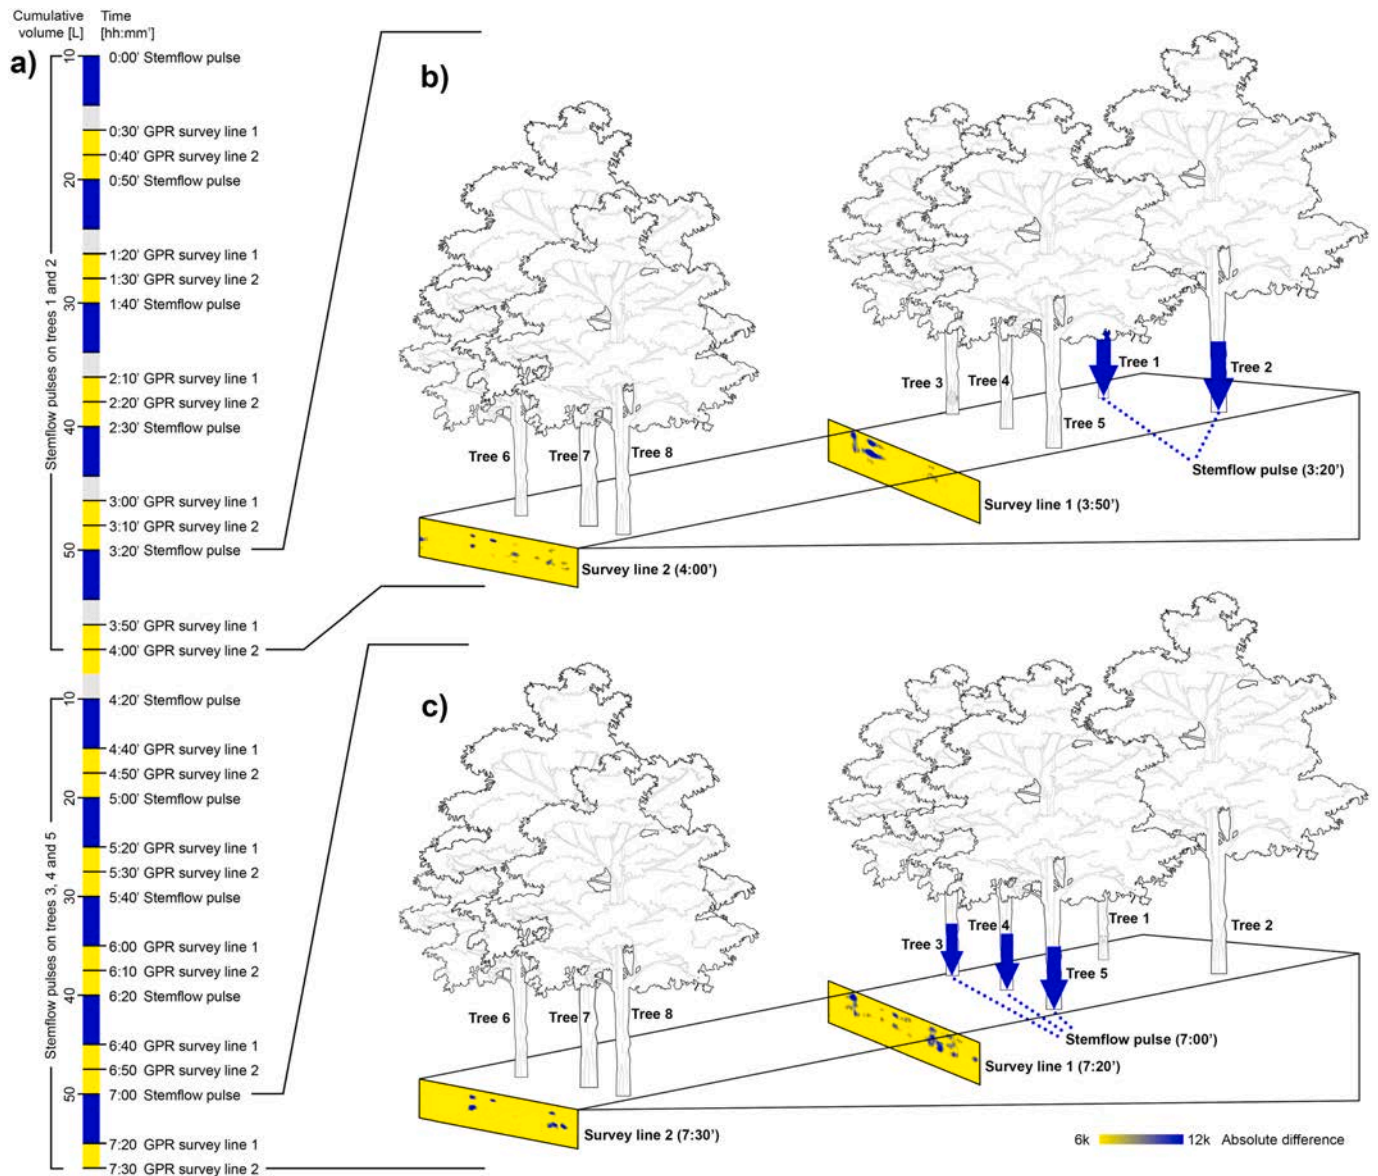 Cumulative
volume [L]
Time
[hh:mm']
a)
Stemflow pulses on trees 1 and 2
10
0:00' Stemflow pulse
0:30' GPR survey line 1
0:40' GPR survey line 2
20
0:50' Stemflow pulse
1:20' GPR survey line 1
1:30' GPR survey line 2
30
1:40' Stemflow pulse
2:10' GPR survey line 1
2:20' GPR survey line 2
40
2:30' Stemflow pulse
3:00' GPR survey line 1
3:10' GPR survey line 2
50
3:20' Stemflow pulse
3:50' GPR survey line 1
4:00' GPR survey line 2
Stemflow pulses on trees 3, 4 and 5
10
4:20' Stemflow pulse
4:40' GPR survey line 1
4:50' GPR survey line 2
20
5:00' Stemflow pulse
5:20' GPR survey line 1
5:30' GPR survey line 2
30
5:40' Stemflow pulse
6:00' GPR survey line 1
6:10' GPR survey line 2
40
6:20' Stemflow pulse
6:40 GPR survey line 1
6:50' GPR survey line 2
50
7:00 Stemflow pulse
7:20' GPR survey line 1
7:30' GPR survey line 2
b)
Tree 1
Tree 2
Tree 3
Tree 4
Tree 5
Tree 6
Tree 7
Tree 8
Stemflow pulse (3:20')
Survey line 1 (3:50')
Survey line 2 (4:00')
c)
Tree 1
Tree 2
Tree 3
Tree 4
Tree 5
Tree 6
Tree 7
Tree 8
Stemflow pulse (7:00')
Survey line 1 (7:20')
Survey line 2 (7:30')
6k
12k Absolute difference